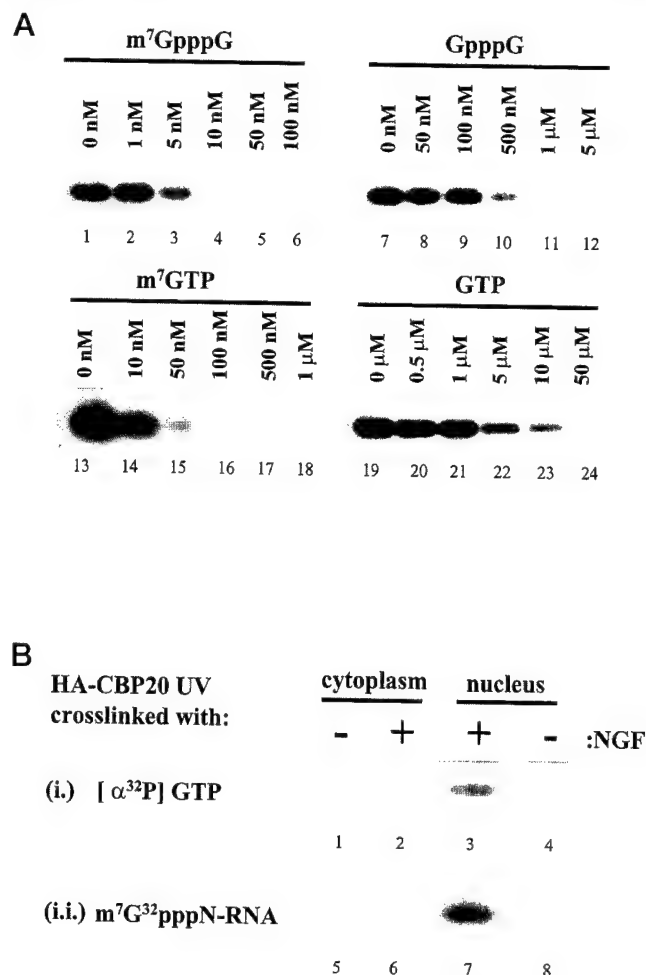 A
m⁷GpppG
GpppG
0 nM 1 nM 5 nM 10 nM 50 nM 100 nM
0 nM 50 nM 100 nM 500 nM 1 μM 5 μM
1 2 3 4 5 6
7 8 9 10 11 12
m⁷GTP
GTP
0 nM 10 nM 50 nM 100 nM 500 nM 1 μM
0 μM 0.5 μM 1 μM 5 μM 10 μM 50 μM
13 14 15 16 17 18
19 20 21 22 23 24
B
HA-CBP20 UV
crosslinked with:
cytoplasm nucleus
- + + - :NGF
(i.) [ α³²P] GTP
1 2 3 4
(i.i.) m⁷G³²pppN-RNA
5 6 7 8